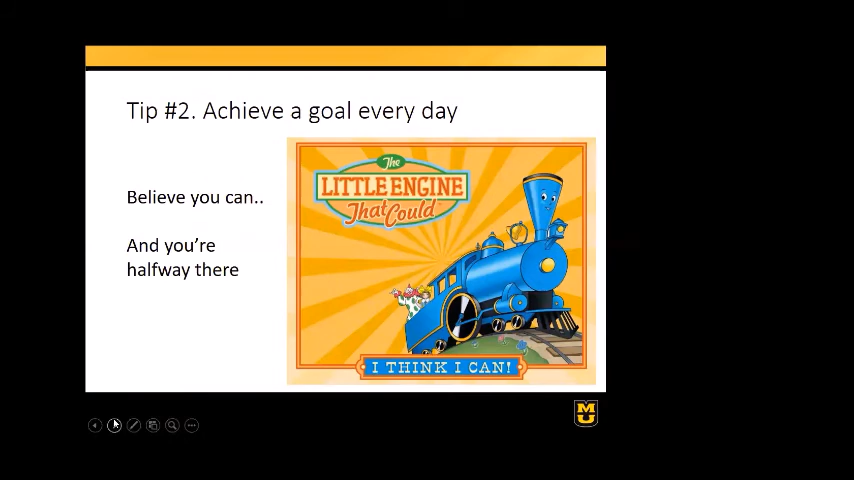 Tip #2. Achieve a goal every day
Believe you can..
And you're
halfway there
The
LITTLE ENGINE
That Could
I THINK I CAN!
MU